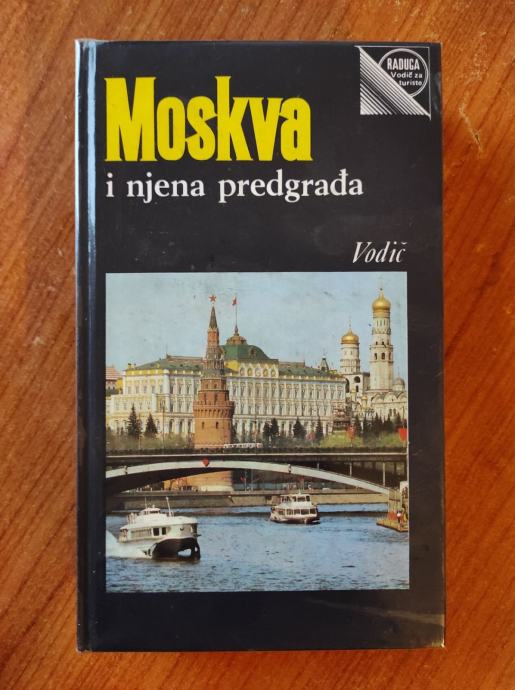 RADUGA
Vodič za
turiste
Moskva
i njena predgrađa
Vodič